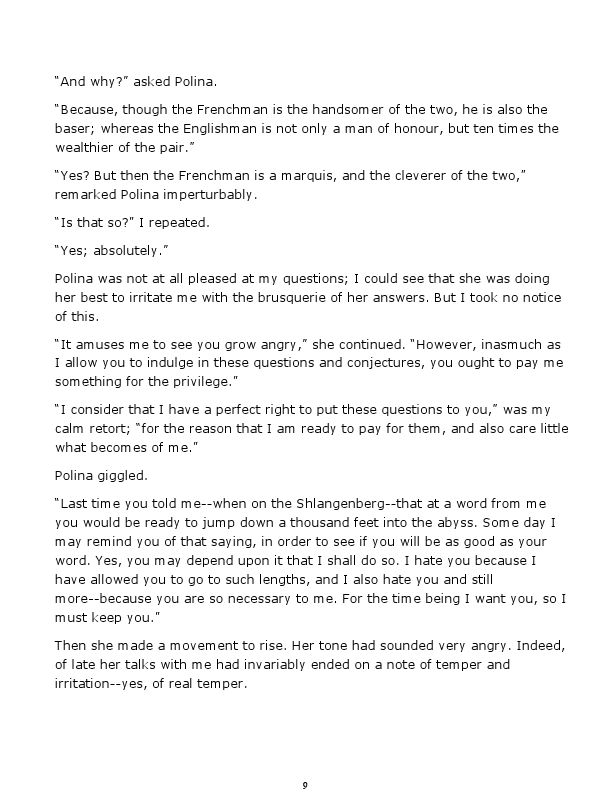 “And why?” asked Polina.
“Because, though the Frenchman is the handsomer of the two, he is also the
baser; whereas the Englishman is not only a man of honour, but ten times the
wealthier of the pair.”
“Yes? But then the Frenchman is a marquis, and the cleverer of the two,”
remarked Polina imperturbably.
“Is that so?” I repeated.
“Yes; absolutely.”
Polina was not at all pleased at my questions; I could see that she was doing
her best to irritate me with the brusquerie of her answers. But I took no notice
of this.
“It amuses me to see you grow angry,” she continued. “However, inasmuch as
I allow you to indulge in these questions and conjectures, you ought to pay me
something for the privilege.”
“I consider that I have a perfect right to put these questions to you,” was my
calm retort; “for the reason that I am ready to pay for them, and also care little
what becomes of me.”
Polina giggled.
“Last time you told me--when on the Shlangenberg--that at a word from me
you would be ready to jump down a thousand feet into the abyss. Some day I
may remind you of that saying, in order to see if you will be as good as your
word. Yes, you may depend upon it that I shall do so. I hate you because I
have allowed you to go to such lengths, and I also hate you and still
more--because you are so necessary to me. For the time being I want you, so I
must keep you.”
Then she made a movement to rise. Her tone had sounded very angry. Indeed,
of late her talks with me had invariably ended on a note of temper and
irritation--yes, of real temper.
9